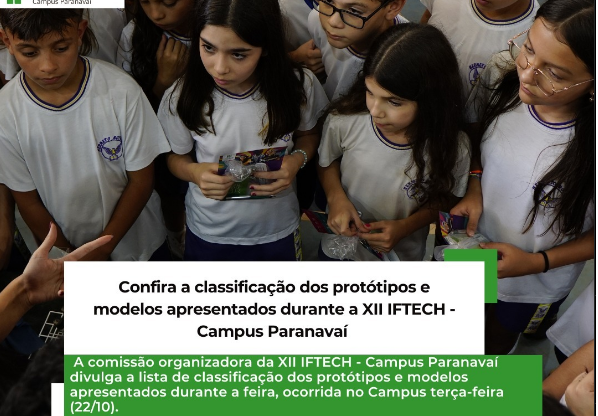 Campus Paranavaí
Confira a classificação dos protótipos e
modelos apresentados durante a XII IFTECH -
Campus Paranavaí
A comissão organizadora da XII IFTECH - Campus Paranavaí
divulga a lista de classificação dos protótipos e modelos
apresentados durante a feira, ocorrida no Campus terça-feira
(22/10).